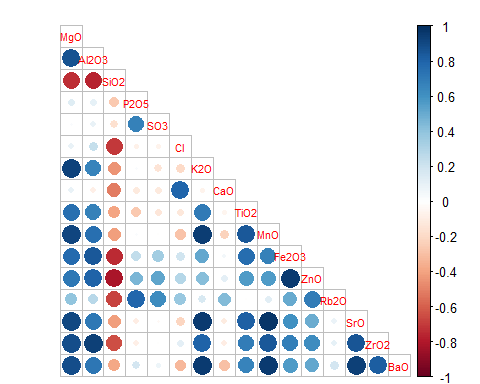 MgO
Al2O3
SiO2
P2O5
SO3
Cl
K2O
CaO
TiO2
MnO
Fe2O3
ZnO
Rb2O
SrO
ZrO2
BaO
1
0.8
0.6
0.4
0.2
0
-0.2
-0.4
-0.6
-0.8
-1